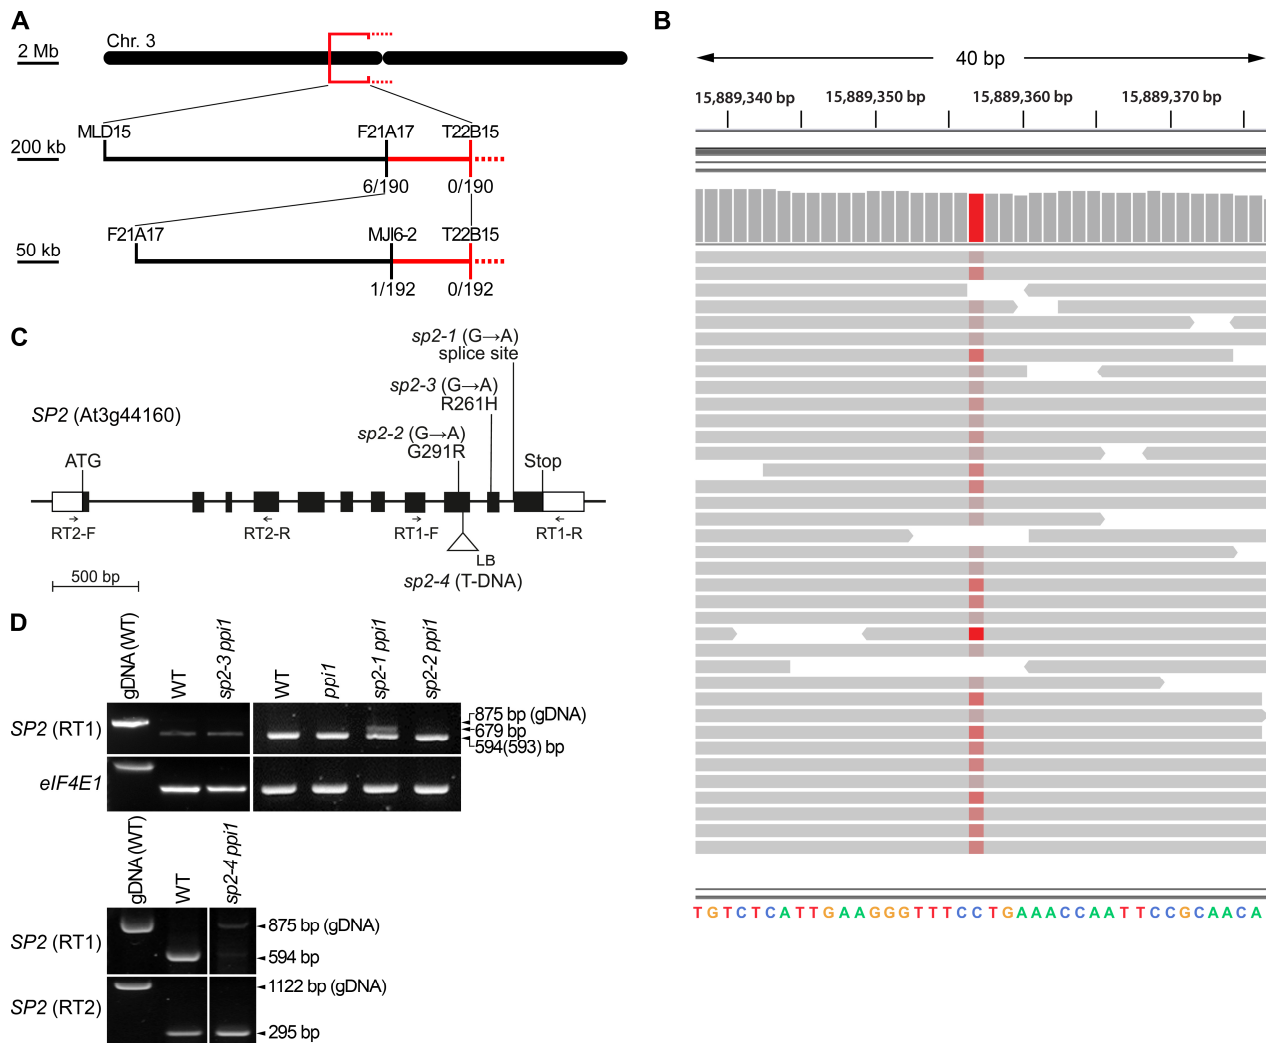 A
2 Mb
Chr. 3
MLD15
F21A17
T22B15
200 kb
6/190
0/190
F21A17
MJI6-2
T22B15
50 kb
1/192
0/192
B
40 bp
15,889,340 bp
15,889,350 bp
15,889,360 bp
15,889,370 bp
TGTCTCATTGAAGGGTTTCCTGAAACCAATTCCGCAACA
C
sp2-1 (G→A)
splice site
sp2-3 (G→A)
R261H
SP2 (At3g44160)
sp2-2 (G→A)
G291R
ATG
Stop
RT2-F
RT2-R
RT1-F
RT1-R
LB
500 bp
sp2-4 (T-DNA)
D
gDNA (WT)
WT
sp2-3 ppi1
WT
ppi1
sp2-1 ppi1
sp2-2 ppi1
SP2 (RT1)
875 bp (gDNA)
679 bp
594(593) bp
eIF4E1
gDNA (WT)
WT
sp2-4 ppi1
SP2 (RT1)
875 bp (gDNA)
594 bp
SP2 (RT2)
1122 bp (gDNA)
295 bp